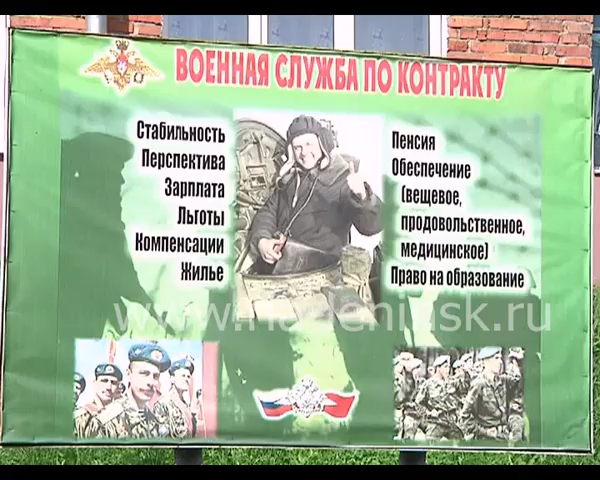 ВОЕННАЯ СЛУЖБА ПО КОНТРАКТУ
Стабильность
Перспектива
Зарплата
Льготы
Компенсации
Жилье
Пенсия
Обеспечение
(вещевое,
продовольственное,
медицинское)
Право на образование